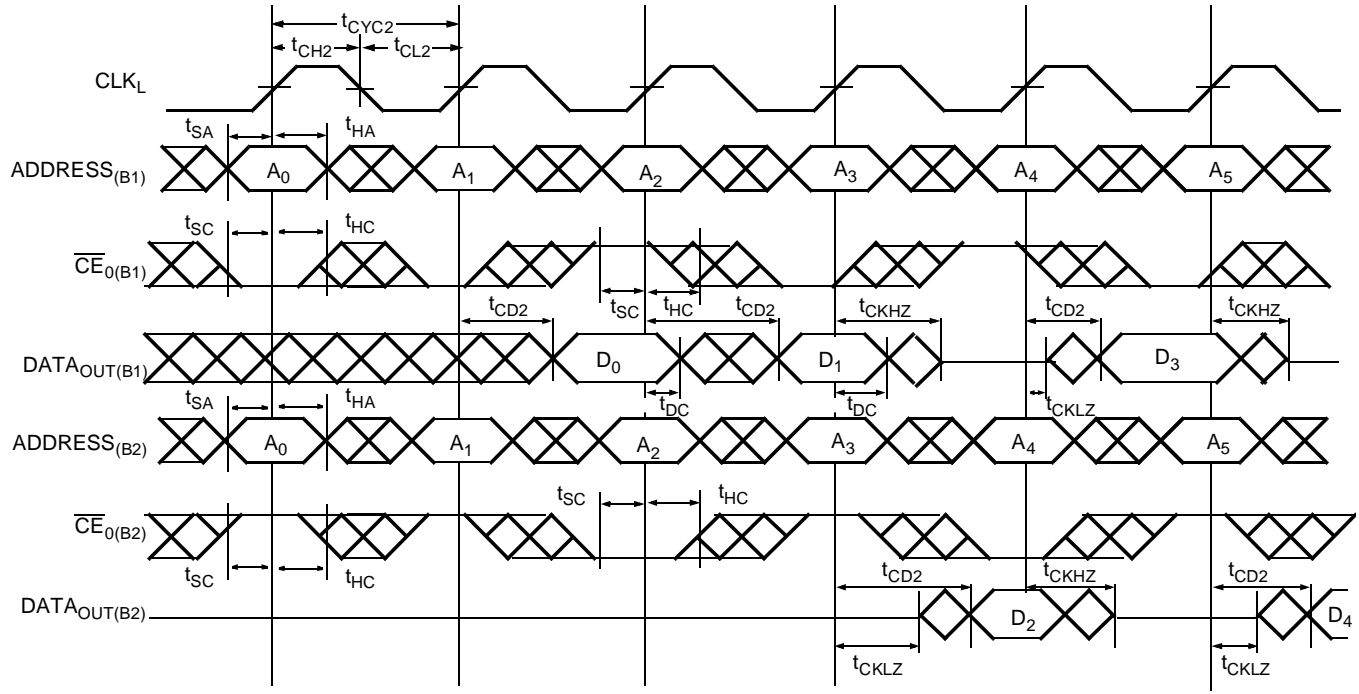 tCYC2
tCH2 tCL2
CLKL
tSA tHA
ADDRESS(B1) A0 A1 A2 A3 A4 A5
tSC tHC
CE0(B1)
tCD2 tSC tHC tCD2 tCKHZ tCD2 tCKHZ
DATAOUT(B1) D0 D1 D3
tSA tHA tDC tDC tCKLZ
ADDRESS(B2) A0 A1 A2 A3 A4 A5
tSC tHC
CE0(B2)
tSC tHC tCD2 tCKHZ tCD2
DATAOUT(B2) D2 D4
tCKLZ tCKLZ